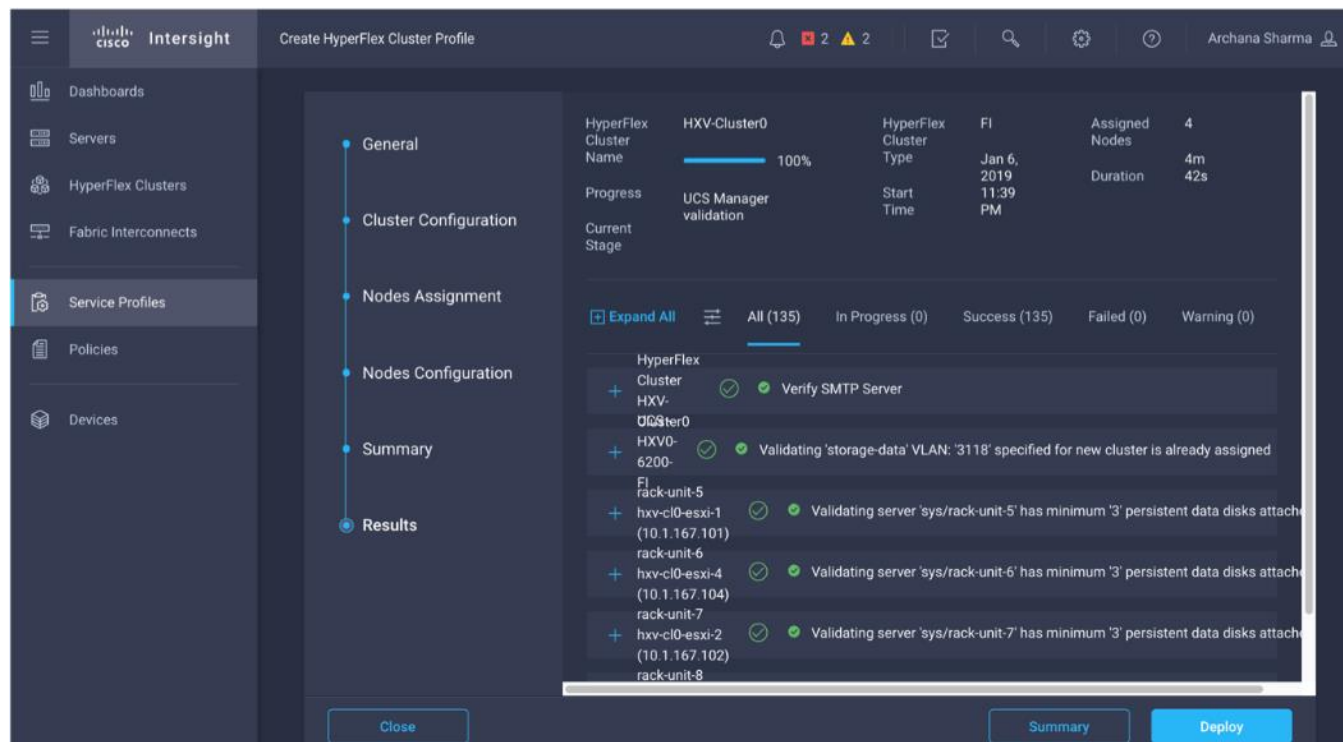 cisco Intersight
Create HyperFlex Cluster Profile
2 2
Archana Sharma
Dashboards
Servers
HyperFlex Clusters
Fabric Interconnects
Service Profiles
Policies
Devices
General
Cluster Configuration
Nodes Assignment
Nodes Configuration
Summary
Results
HyperFlex Cluster Name
HXV-Cluster0
Progress
100%
Current Stage
UCS Manager validation
HyperFlex Cluster Type
FI
Start Time
Jan 6, 2019 11:39 PM
Assigned Nodes
4
Duration
4m 42s
Expand All
All (135)
In Progress (0)
Success (135)
Failed (0)
Warning (0)
HyperFlex
Cluster
HXV-
Cluster0
Verify SMTP Server
HXV0-
6200-
FI
Validating 'storage-data' VLAN: '3118' specified for new cluster is already assigned
rack-unit-5
hxv-cl0-esxi-1
(10.1.167.101)
Validating server 'sys/rack-unit-5' has minimum '3' persistent data disks attache
rack-unit-6
hxv-cl0-esxi-4
(10.1.167.104)
Validating server 'sys/rack-unit-6' has minimum '3' persistent data disks attache
rack-unit-7
hxv-cl0-esxi-2
(10.1.167.102)
Validating server 'sys/rack-unit-7' has minimum '3' persistent data disks attach
rack-unit-8
Close
Summary
Deploy